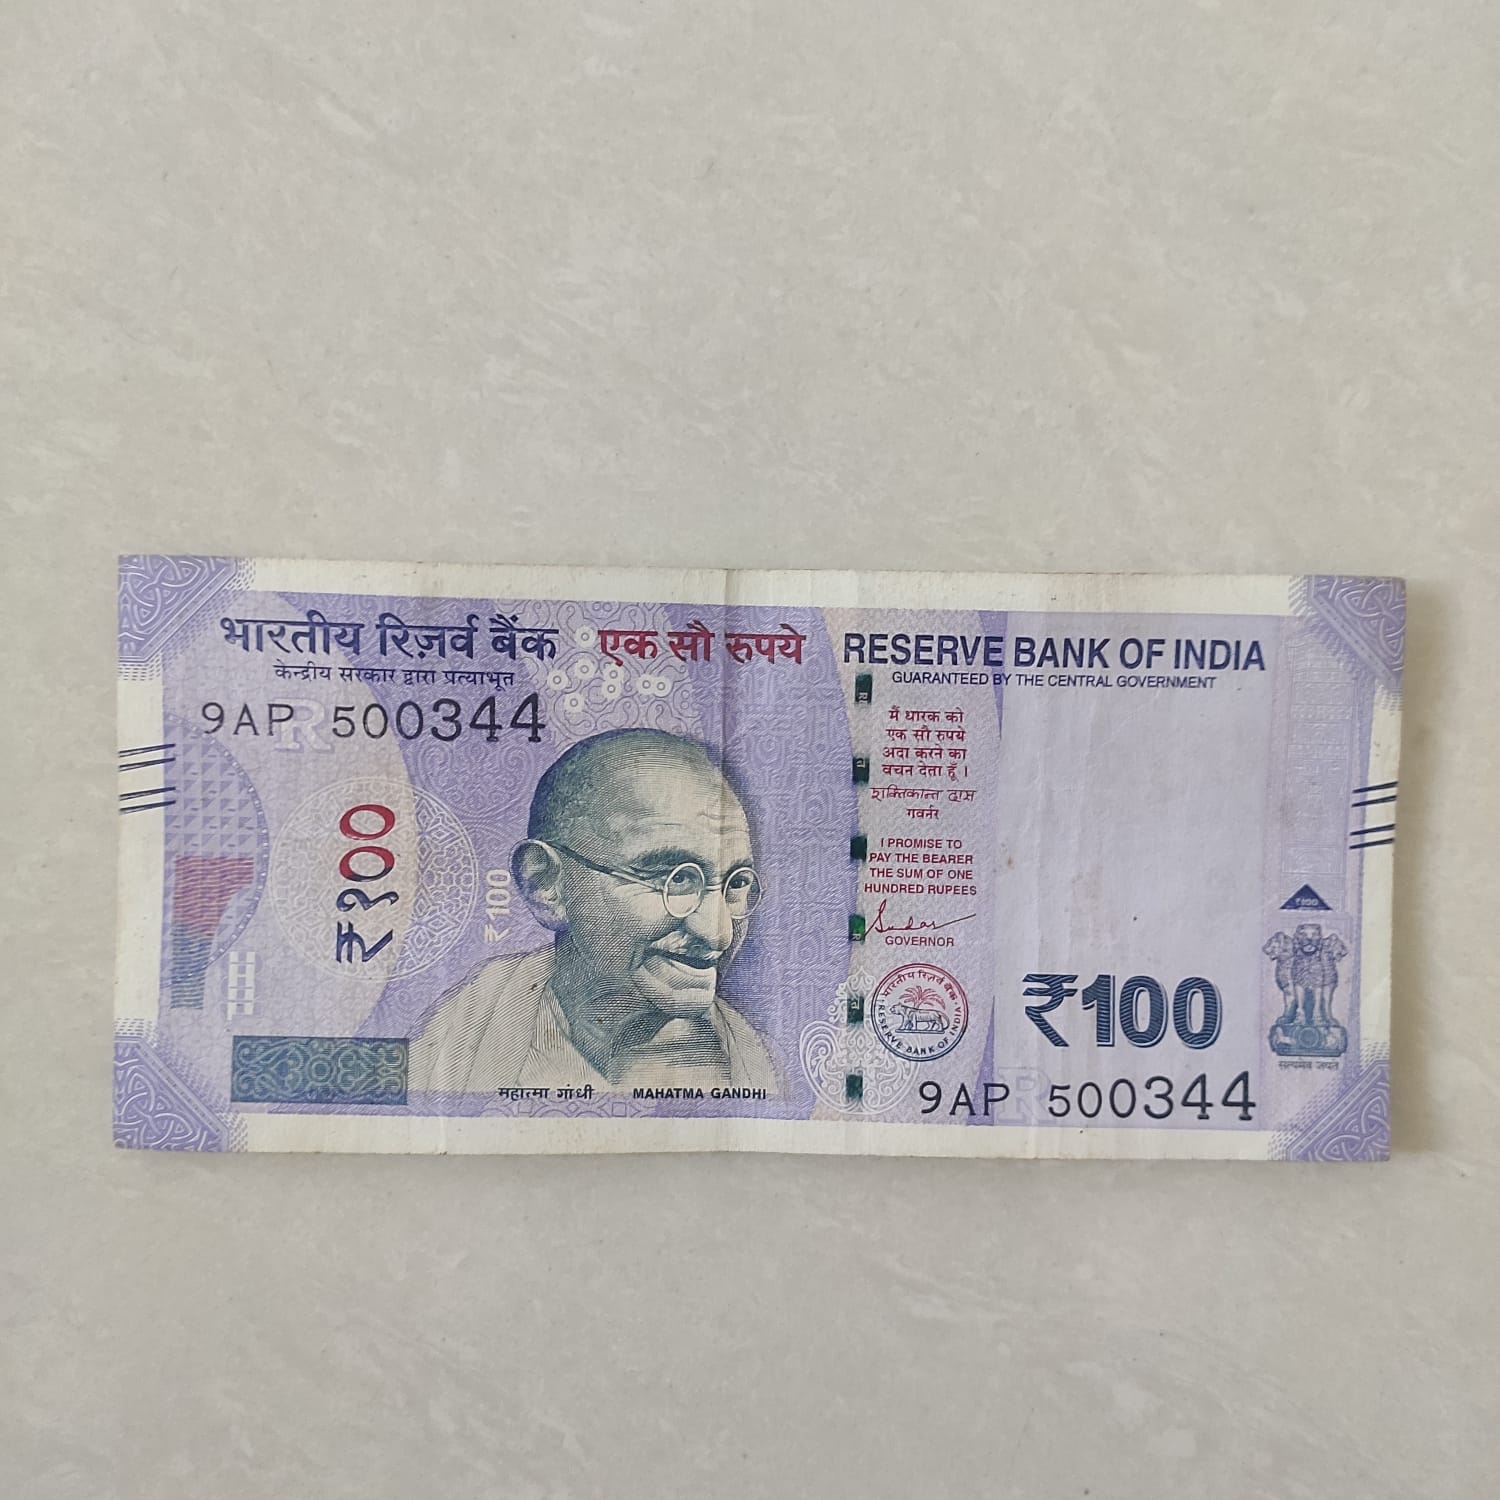 भारतीय रिज़र्व बैंक
केन्द्रीय सरकार द्वारा प्रत्याभूत
9AP 500344
₹१००
₹100
एक सौ रुपये
महात्मा गांधी MAHATMA GANDHI
RESERVE BANK OF INDIA
GUARANTEED BY THE CENTRAL GOVERNMENT
मैं धारक को
एक सौ रुपये
अदा करने का
वचन देता हूँ ।
शक्तिकान्त दास
गवर्नर
I PROMISE TO
PAY THE BEARER
THE SUM OF ONE
HUNDRED RUPEES
GOVERNOR
भारतीय रिज़र्व बैंक
RESERVE BANK OF INDIA
₹100
₹100
सत्यमेव जयते
9AP 500344